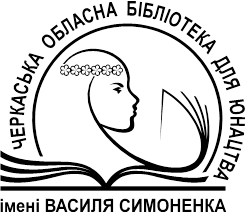 ЧЕРКАСЬКА ОБЛАСНА БІБЛІОТЕКА ДЛЯ ЮНАЦТВА
імені ВАСИЛЯ СИМОНЕНКА